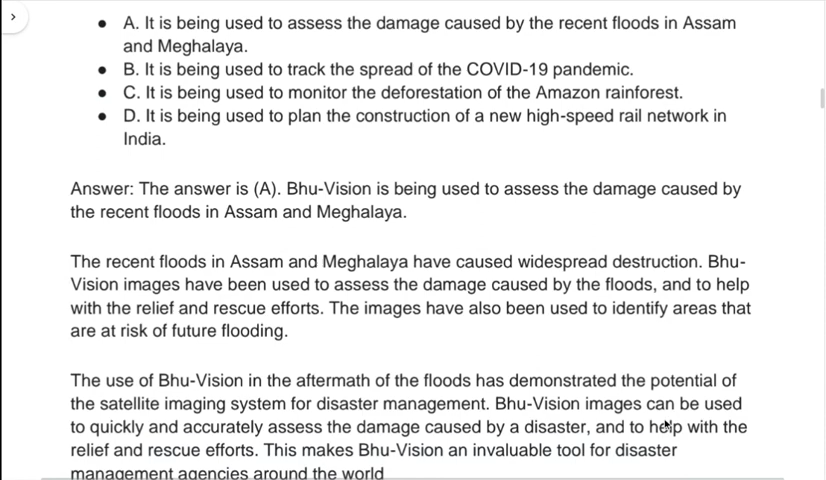 ● A. It is being used to assess the damage caused by the recent floods in Assam
and Meghalaya.
● B. It is being used to track the spread of the COVID-19 pandemic.
● C. It is being used to monitor the deforestation of the Amazon rainforest.
● D. It is being used to plan the construction of a new high-speed rail network in
India.
Answer: The answer is (A). Bhu-Vision is being used to assess the damage caused by
the recent floods in Assam and Meghalaya.
The recent floods in Assam and Meghalaya have caused widespread destruction. Bhu-
Vision images have been used to assess the damage caused by the floods, and to help
with the relief and rescue efforts. The images have also been used to identify areas that
are at risk of future flooding.
The use of Bhu-Vision in the aftermath of the floods has demonstrated the potential of
the satellite imaging system for disaster management. Bhu-Vision images can be used
to quickly and accurately assess the damage caused by a disaster, and to help with the
relief and rescue efforts. This makes Bhu-Vision an invaluable tool for disaster
management agencies around the world